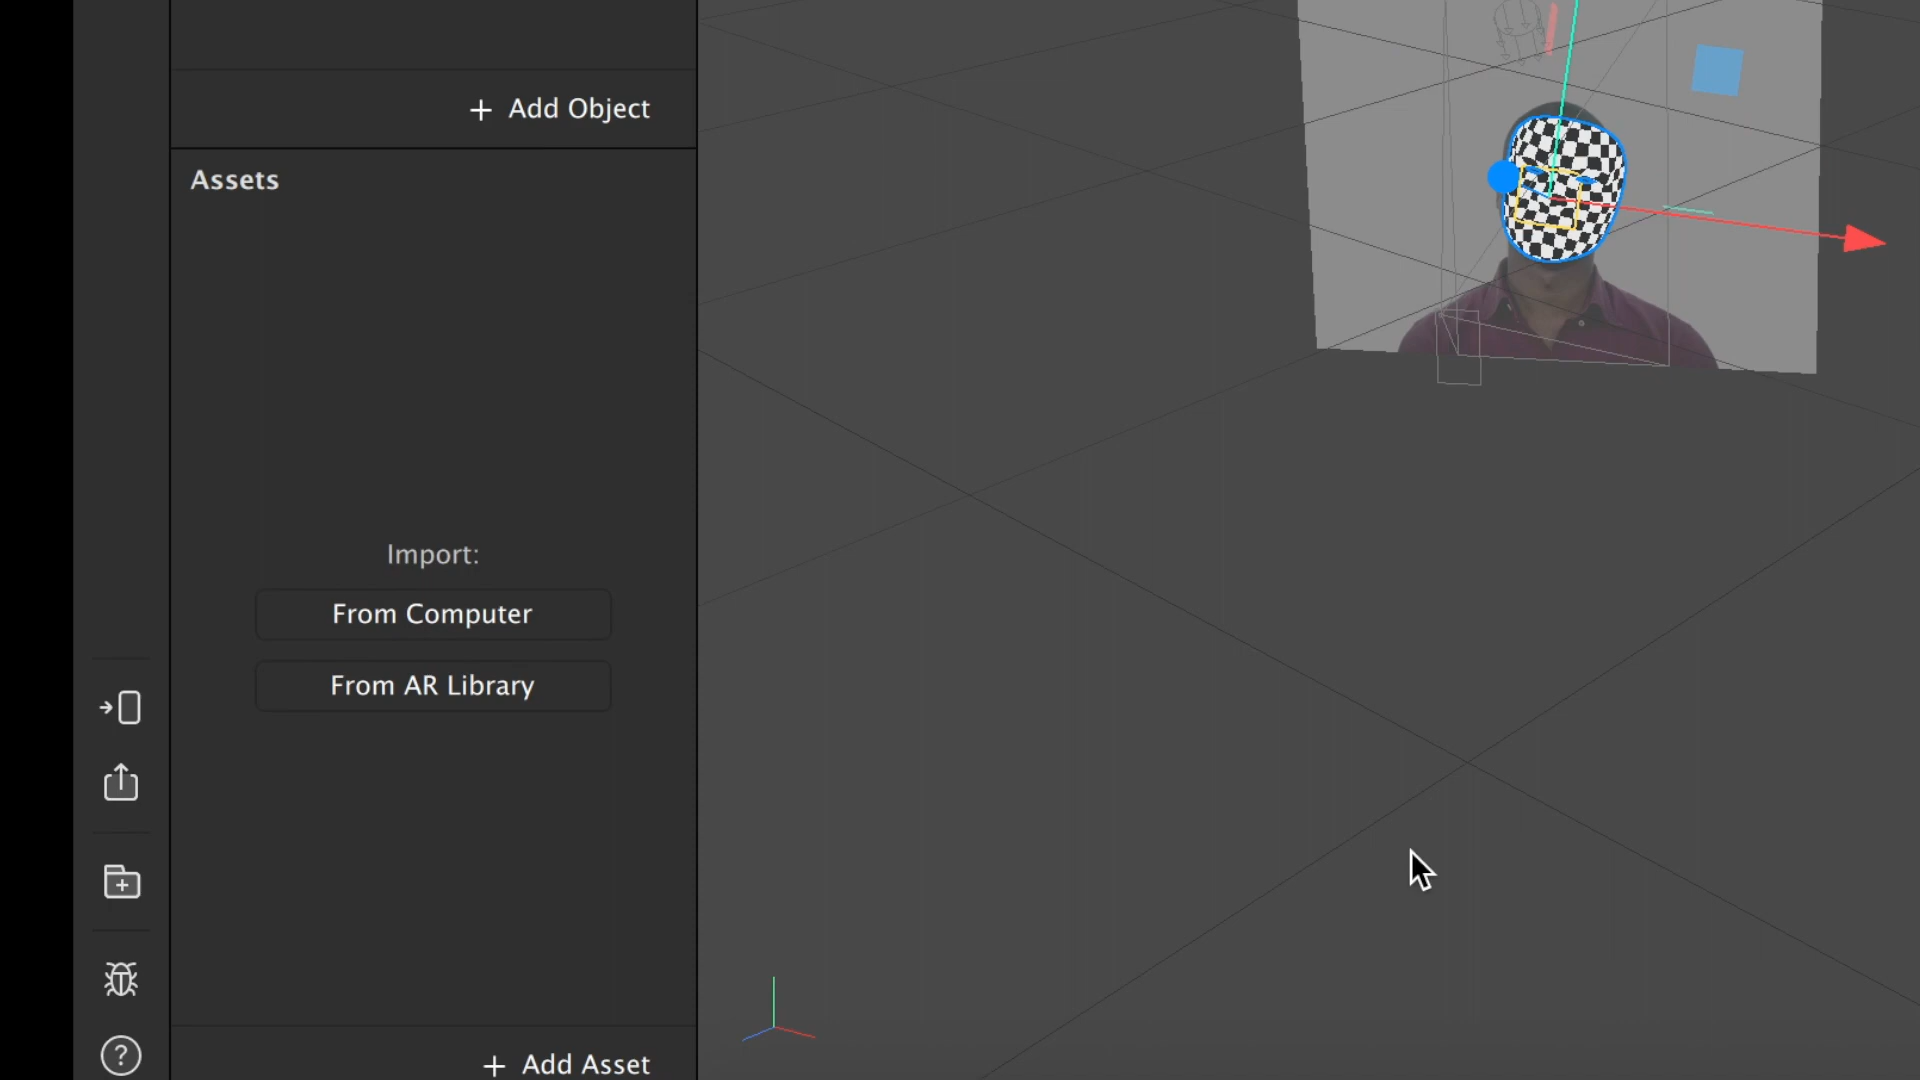 + Add Object
Assets
Import:
From Computer
From AR Library
+ Add Asset